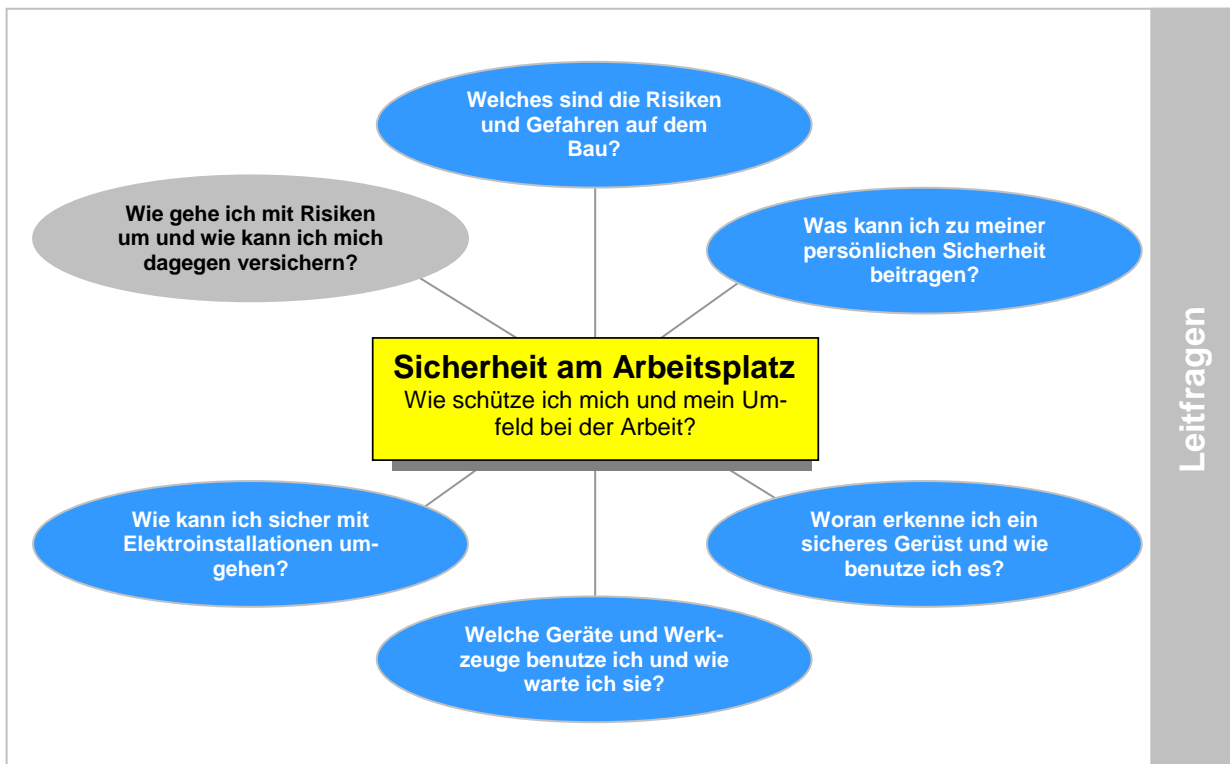 Welches sind die Risiken
und Gefahren auf dem
Bau?
Wie gehe ich mit Risiken
um und wie kann ich mich
dagegen versichern?
Was kann ich zu meiner
persönlichen Sicherheit
beitragen?
Sicherheit am Arbeitsplatz
Wie schütze ich mich und mein Um-
feld bei der Arbeit?
Wie kann ich sicher mit
Elektroinstallationen um-
gehen?
Woran erkenne ich ein
sicheres Gerüst und wie
benutze ich es?
Welche Geräte und Werk-
zeuge benutze ich und wie
warte ich sie?
Leitfragen